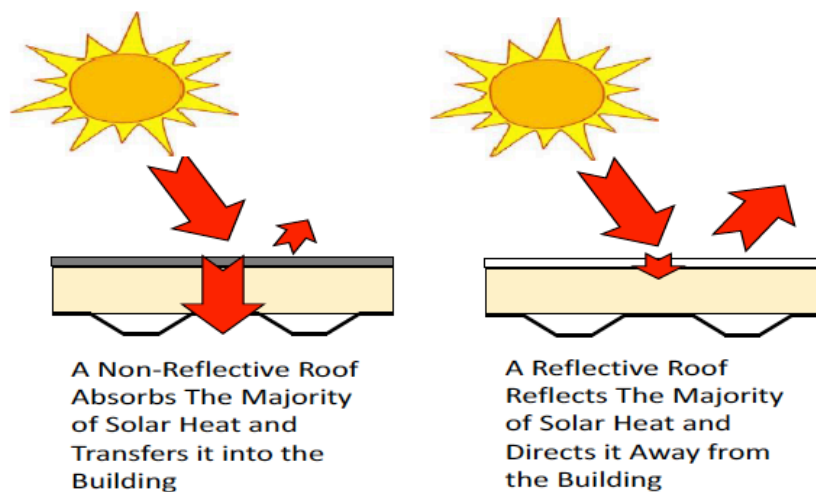 A Non-Reflective Roof
Absorbs The Majority
of Solar Heat and
Transfers it into the
Building
A Reflective Roof
Reflects The Majority
of Solar Heat and
Directs it Away from
the Building